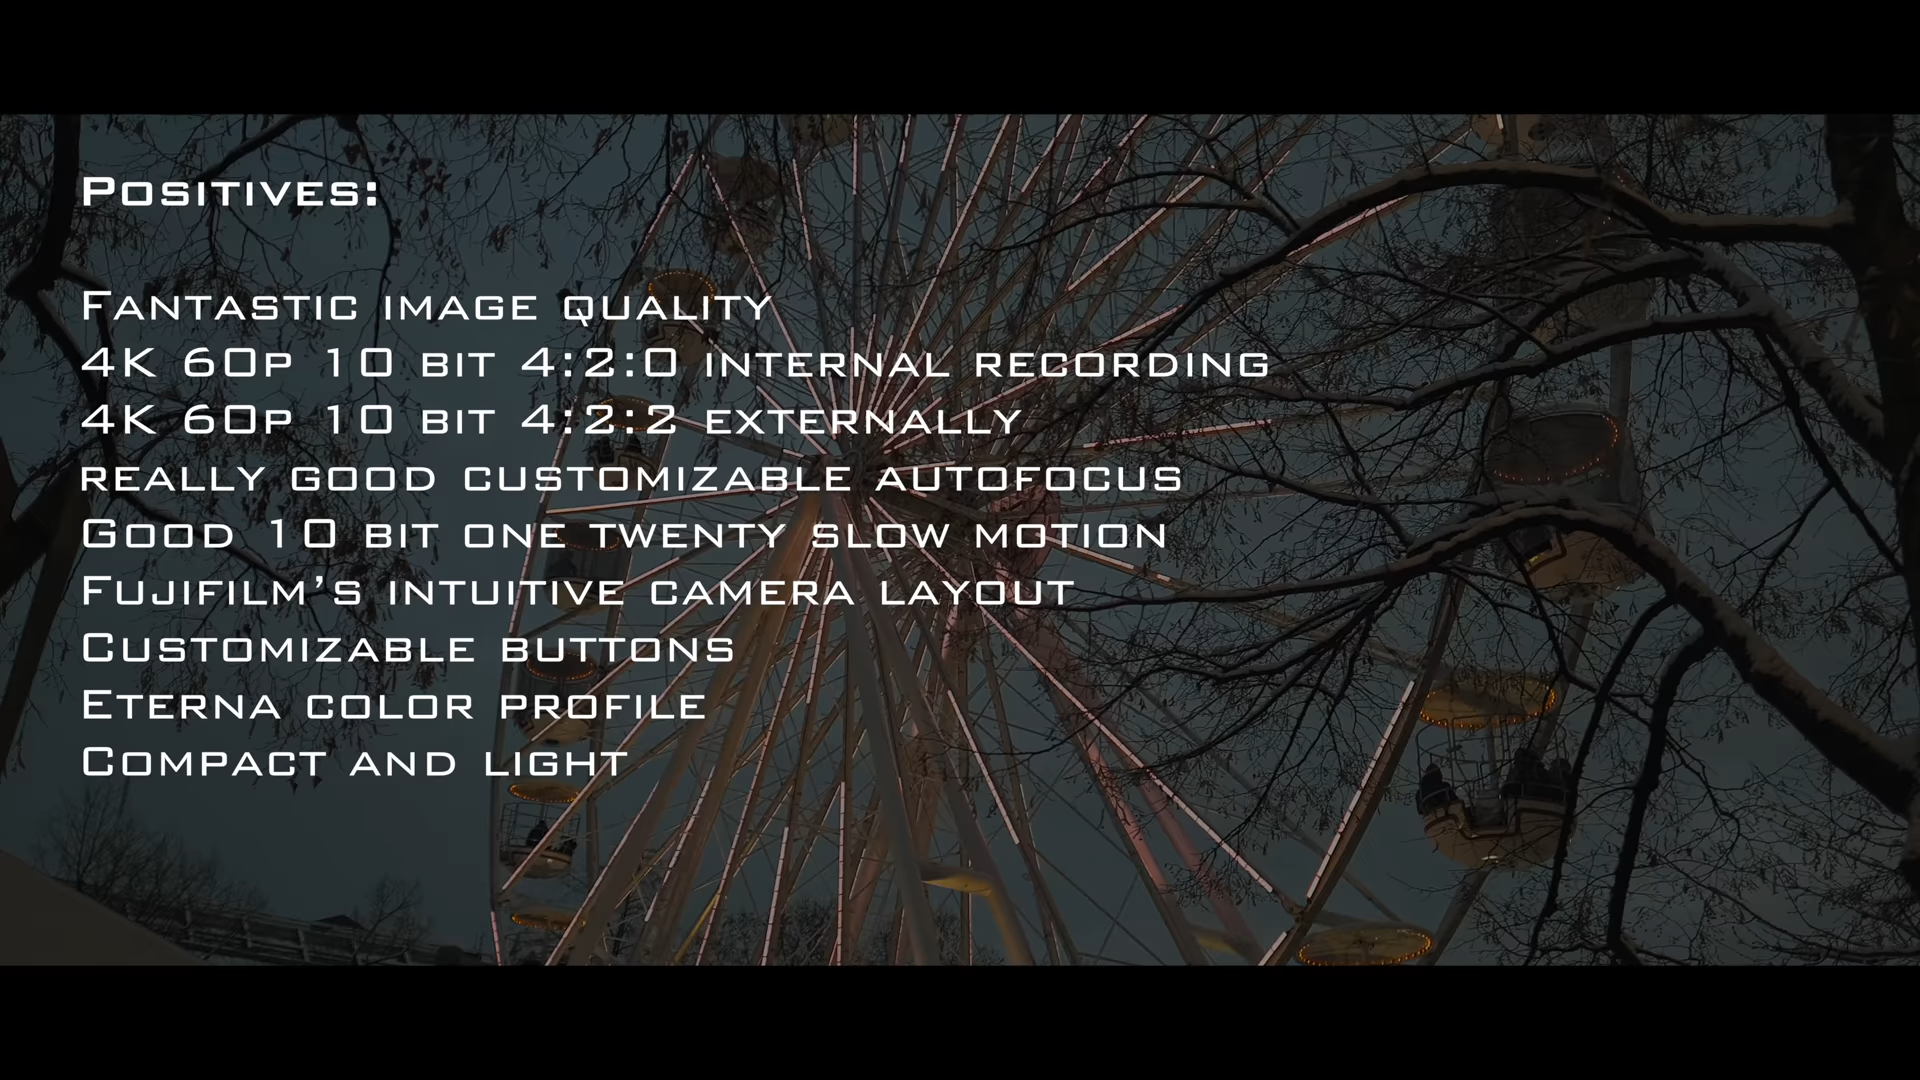 Positives:
Fantastic image quality
4K 60p 10 bit 4:2:0 internal recording
4K 60p 10 bit 4:2:2 externally
really good customizable autofocus
Good 10 bit one twenty slow motion
Fujifilm's intuitive camera layout
Customizable buttons
Eterna color profile
Compact and light